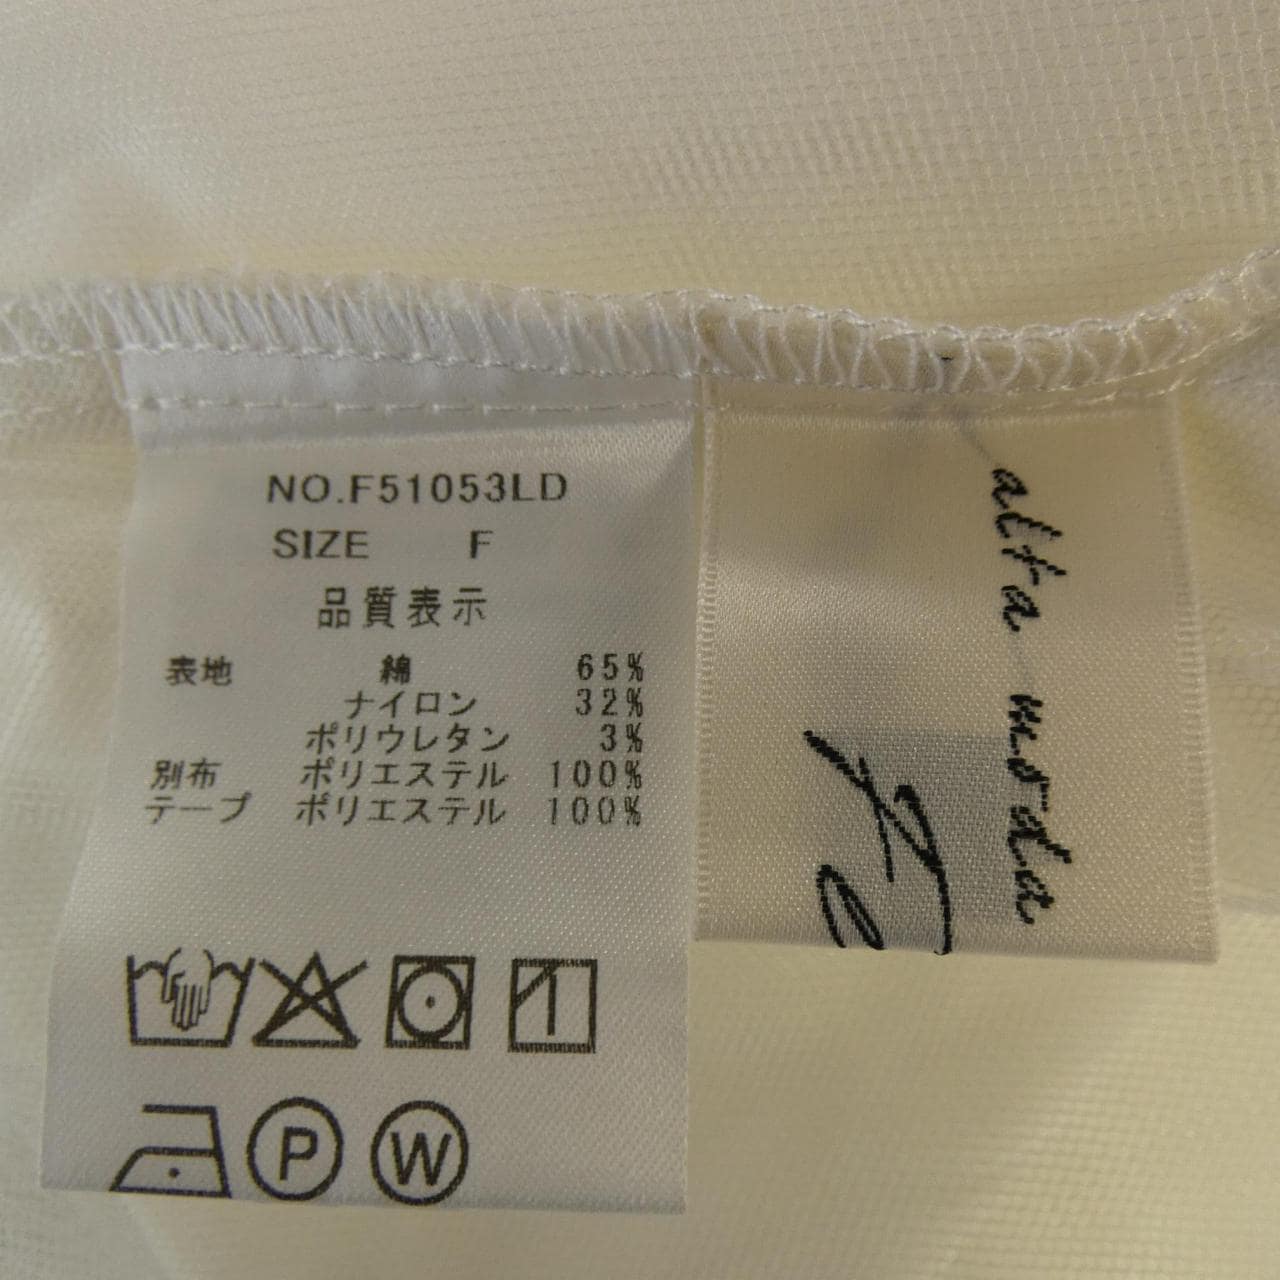 NO.F51053LD
SIZE F
品質表示
表地 綿 65%
ナイロン 32%
ポリウレタン 3%
別布 ポリエステル 100%
テープ ポリエステル 100%
P W
alta moda